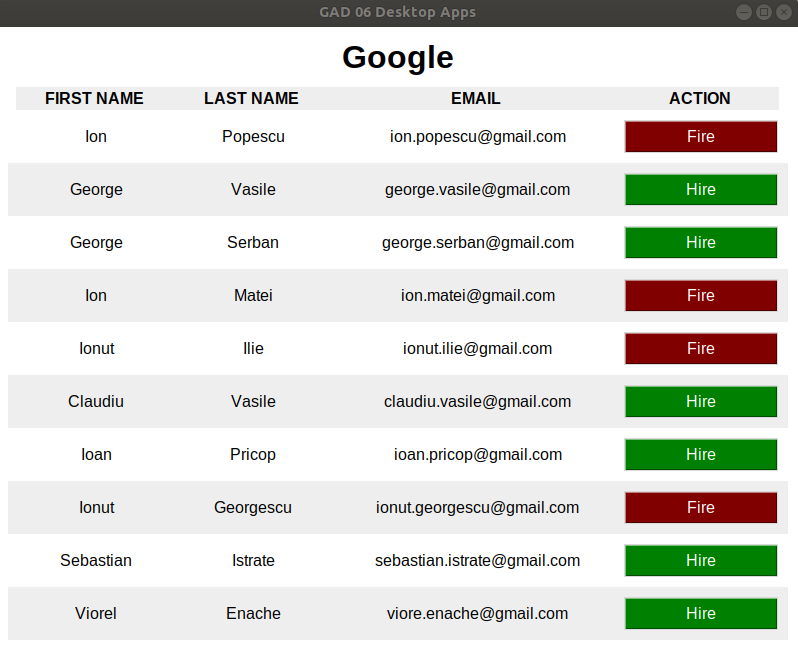 GAD 06 Desktop Apps
Google
FIRST NAME LAST NAME EMAIL ACTION
Ion Popescu ion.popescu@gmail.com Fire
George Vasile george.vasile@gmail.com Hire
George Serban george.serban@gmail.com Hire
Ion Matei ion.matei@gmail.com Fire
Ionut Ilie ionut.ilie@gmail.com Fire
Claudiu Vasile claudiu.vasile@gmail.com Hire
Ioan Pricop ioan.pricop@gmail.com Hire
Ionut Georgescu ionut.georgescu@gmail.com Fire
Sebastian Istrate sebastian.istrate@gmail.com Hire
Viorel Enache viore.enache@gmail.com Hire